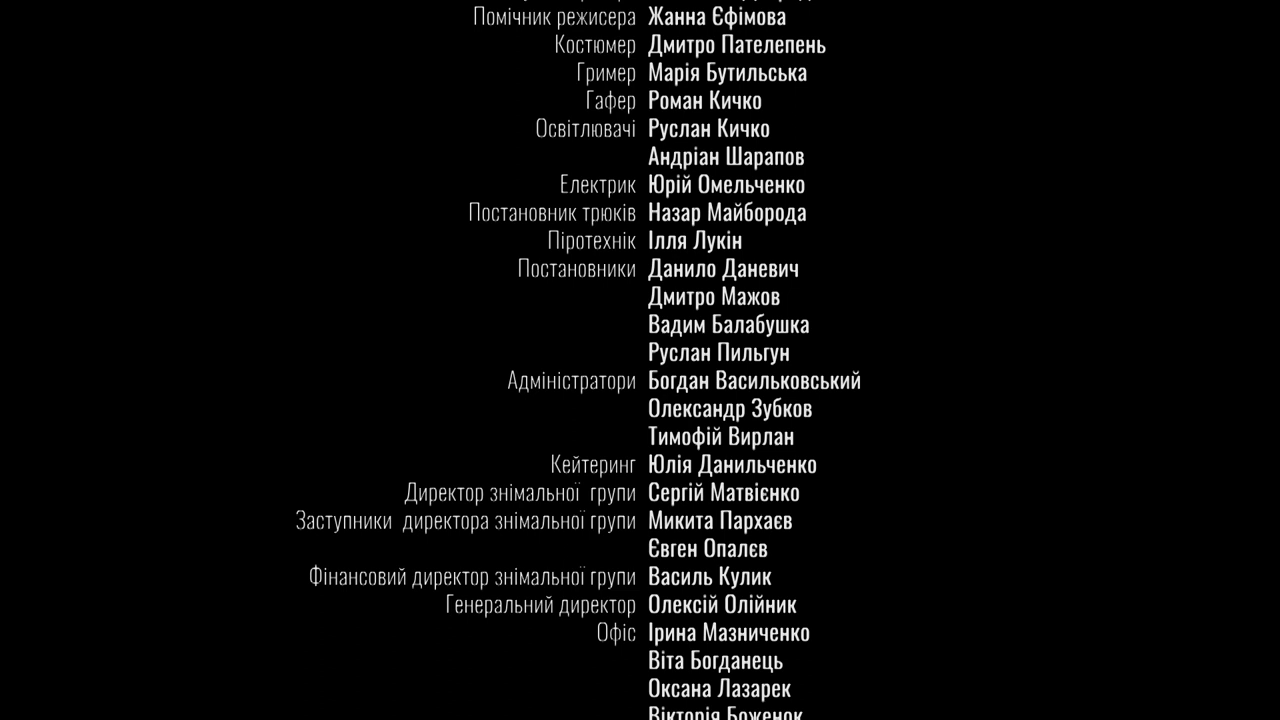 Помічник режисера Жанна Єфімова
Костюмер Дмитро Пателепень
Гример Марія Бутильська
Гафер Роман Кичко
Освітлювачі Руслан Кичко
Андріан Шарапов
Електрик Юрій Омельченко
Постановник трюків Назар Майборода
Піротехнік Ілля Лукін
Постановники Данило Даневич
Дмитро Мажов
Вадим Балабушка
Руслан Пильгун
Адміністратори Богдан Васильковський
Олександр Зубков
Тимофій Вирлан
Кейтеринг Юлія Данильченко
Директор знімальної групи Сергій Матвієнко
Заступники директора знімальної групи Микита Пархаєв
Євген Опалєв
Фінансовий директор знімальної групи Василь Кулик
Генеральний директор Олексій Олійник
Офіс Ірина Мазниченко
Віта Богданець
Оксана Лазарек
Вікторія Боженок